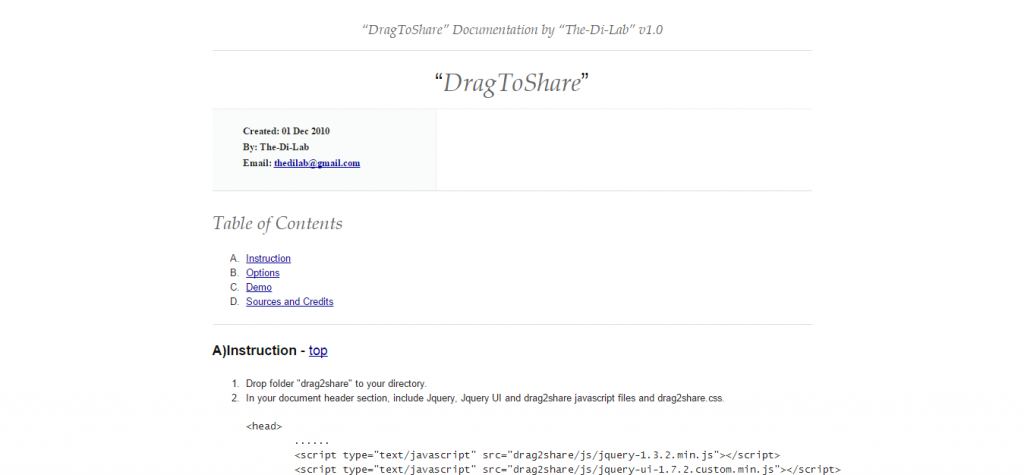 “DragToShare” Documentation by “The-Di-Lab” v1.0
“DragToShare”
Created: 01 Dec 2010
By: The-Di-Lab
Email: thedilab@gmail.com
Table of Contents
A. Instruction
B. Options
C. Demo
D. Sources and Credits
A)Instruction - top
1. Drop folder "drag2share" to your directory.
2. In your document header section, include Jquery, Jquery UI and drag2share javascript files and drag2share.css.
<head>
......
<script type="text/javascript" src="drag2share/js/jquery-1.3.2.min.js"></script>
<script type="text/javascript" src="drag2share/js/jquery-ui-1.7.2.custom.min.js"></script>